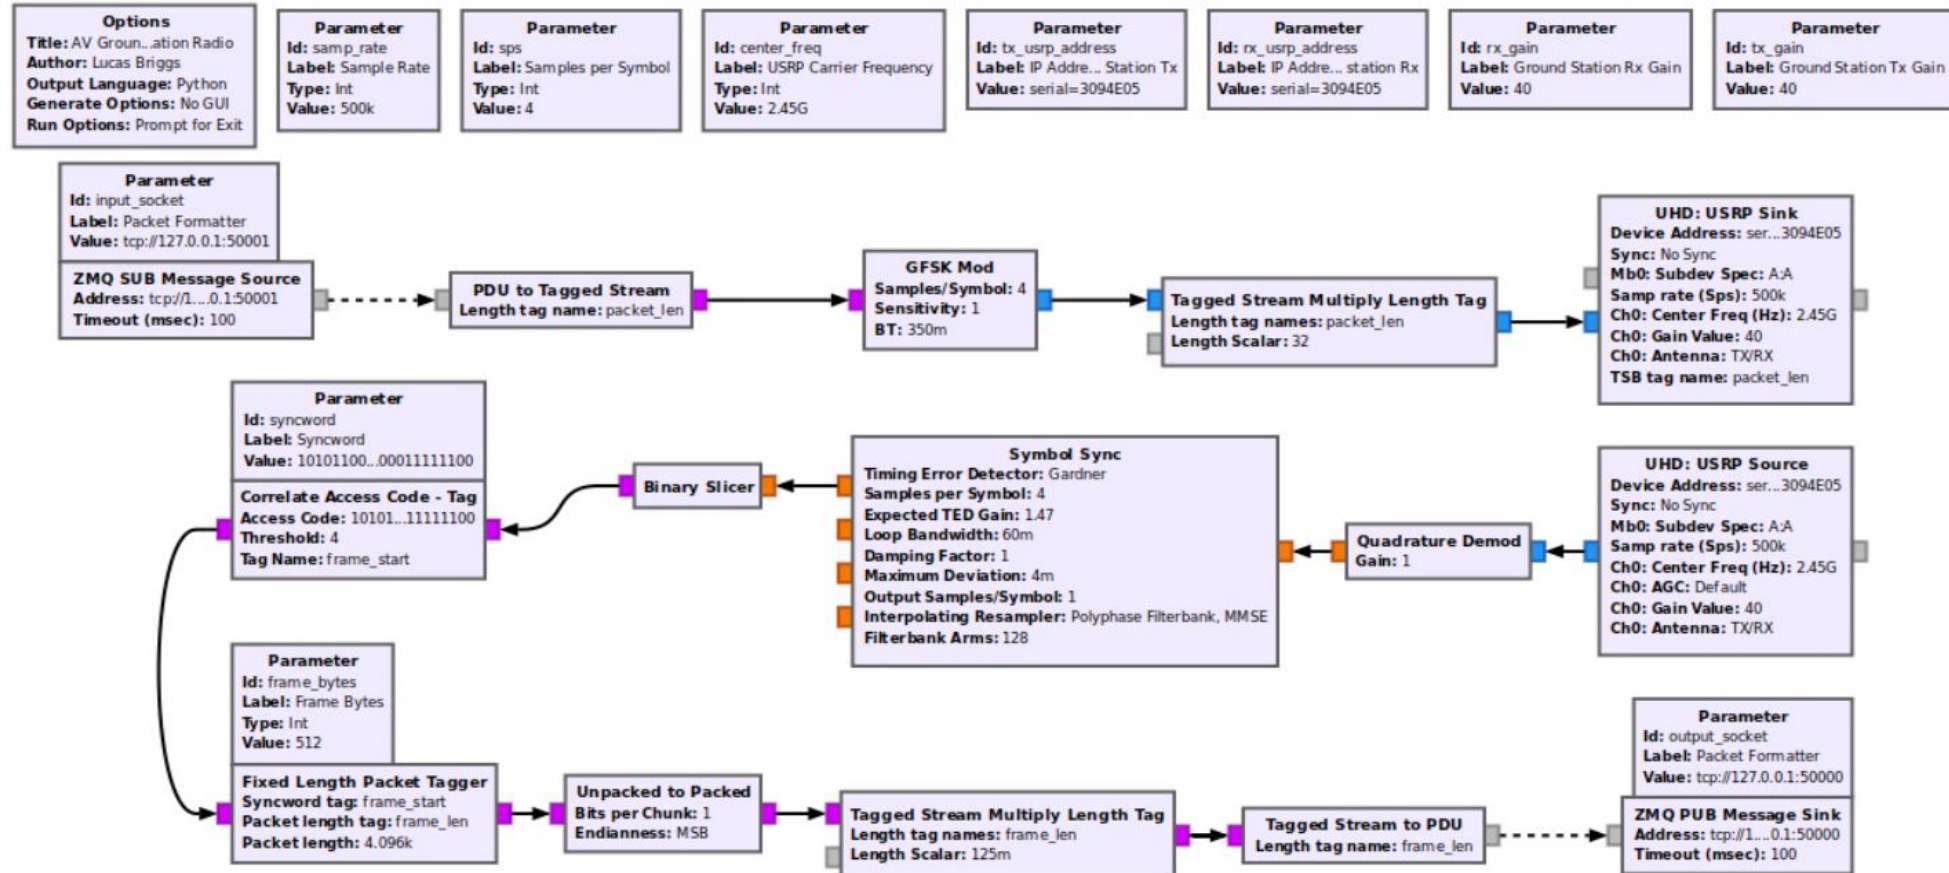 Options
Title: AV Groun...ation Radio
Author: Lucas Briggs
Output Language: Python
Generate Options: No GUI
Run Options: Prompt for Exit
Parameter
Id: samp_rate
Label: Sample Rate
Type: Int
Value: 500k
Parameter
Id: sps
Label: Samples per Symbol
Type: Int
Value: 4
Parameter
Id: center_freq
Label: USRP Carrier Frequency
Type: Int
Value: 2.45G
Parameter
Id: tx_usrp_address
Label: IP Addre... Station Tx
Value: serial=3094E05
Parameter
Id: rx_usrp_address
Label: IP Addre... station Rx
Value: serial=3094E05
Parameter
Id: rx_gain
Label: Ground Station Rx Gain
Value: 40
Parameter
Id: tx_gain
Label: Ground Station Tx Gain
Value: 40
Parameter
Id: input_socket
Label: Packet Formatter
Value: tcp://127.0.0.1:50001
ZMQ SUB Message Source
Address: tcp://1....0.1:50001
Timeout (msec): 100
PDU to Tagged Stream
Length tag name: packet_len
GFSK Mod
Samples/Symbol: 4
Sensitivity: 1
BT: 350m
Tagged Stream Multiply Length Tag
Length tag names: packet_len
Length Scalar: 32
UHD: USRP Sink
Device Address: ser...3094E05
Sync: No Sync
Mb0: Subdev Spec: A:A
Samp rate (Sps): 500k
Ch0: Center Freq (Hz): 2.45G
Ch0: Gain Value: 40
Ch0: Antenna: TX/RX
TSB tag name: packet_len
Parameter
Id: syncword
Label: Syncword
Value: 10101100...00011111100
Correlate Access Code - Tag
Access Code: 10101...11111100
Threshold: 4
Tag Name: frame_start
Binary Slicer
Symbol Sync
Timing Error Detector: Gardner
Samples per Symbol: 4
Expected TED Gain: 1.47
Loop Bandwidth: 60m
Damping Factor: 1
Maximum Deviation: 4m
Output Samples/Symbol: 1
Interpolating Resampler: Polyphase Filterbank, MMSE
Filterbank Arms: 128
Quadrature Demod
Gain: 1
UHD: USRP Source
Device Address: ser...3094E05
Sync: No Sync
Mb0: Subdev Spec: A:A
Samp rate (Sps): 500k
Ch0: Center Freq (Hz): 2.45G
Ch0: AGC: Default
Ch0: Gain Value: 40
Ch0: Antenna: TX/RX
Parameter
Id: frame_bytes
Label: Frame Bytes
Type: Int
Value: 512
Fixed Length Packet Tagger
Syncword tag: frame_start
Packet length tag: frame_len
Packet length: 4.096k
Unpacked to Packed
Bits per Chunk: 1
Endianness: MSB
Tagged Stream Multiply Length Tag
Length tag names: frame_len
Length Scalar: 125m
Tagged Stream to PDU
Length tag name: frame_len
Parameter
Id: output_socket
Label: Packet Formatter
Value: tcp://127.0.0.1:50000
ZMQ PUB Message Sink
Address: tcp://1....0.1:50000
Timeout (msec): 100